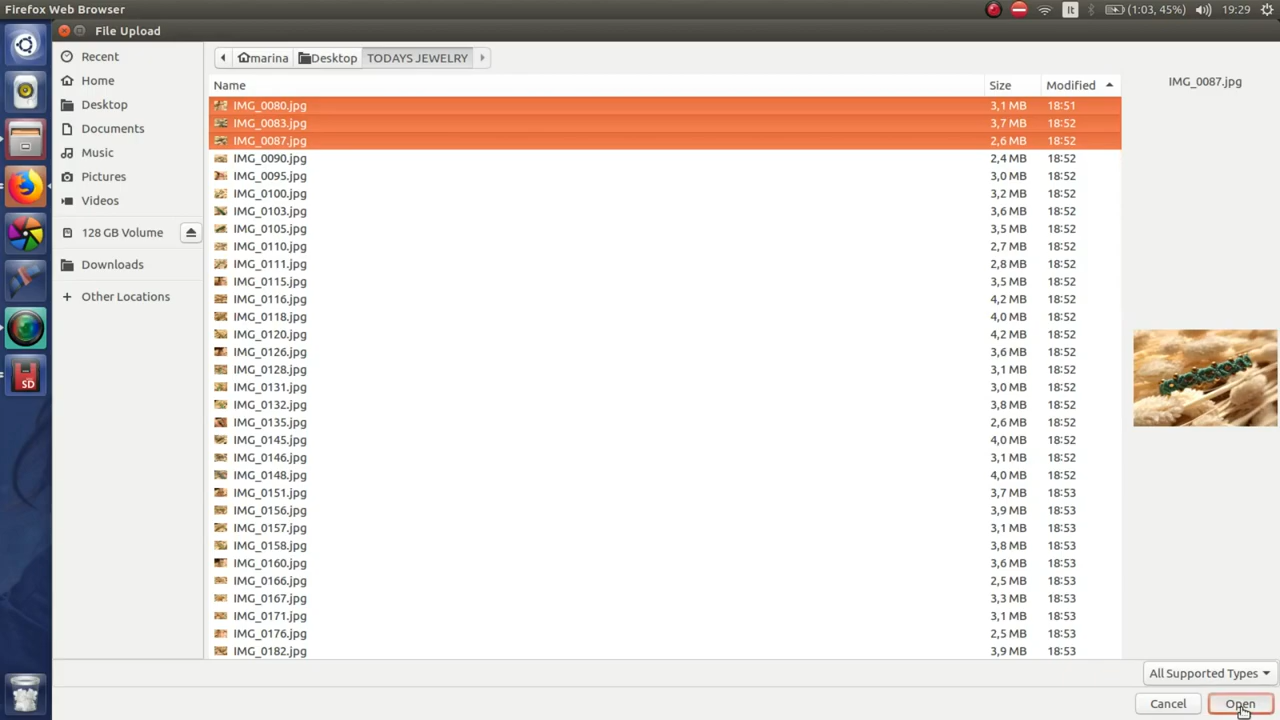 Firefox Web Browser
It
(1:03, 45%)
19:29
File Upload
Recent
Home
Desktop
Documents
Music
Pictures
Videos
128 GB Volume
Downloads
Other Locations
marina
Desktop
TODAYS JEWELRY
Name Size Modified
IMG_0080.jpg 3,1 MB 18:51
IMG_0083.jpg 3,7 MB 18:52
IMG_0087.jpg 2,6 MB 18:52
IMG_0090.jpg 2,4 MB 18:52
IMG_0095.jpg 3,0 MB 18:52
IMG_0100.jpg 3,2 MB 18:52
IMG_0103.jpg 3,6 MB 18:52
IMG_0105.jpg 3,5 MB 18:52
IMG_0110.jpg 2,7 MB 18:52
IMG_0111.jpg 2,8 MB 18:52
IMG_0115.jpg 3,5 MB 18:52
IMG_0116.jpg 4,2 MB 18:52
IMG_0118.jpg 4,0 MB 18:52
IMG_0120.jpg 4,2 MB 18:52
IMG_0126.jpg 3,6 MB 18:52
IMG_0128.jpg 3,1 MB 18:52
IMG_0131.jpg 3,0 MB 18:52
IMG_0132.jpg 3,8 MB 18:52
IMG_0135.jpg 2,6 MB 18:52
IMG_0145.jpg 4,0 MB 18:52
IMG_0146.jpg 3,1 MB 18:52
IMG_0148.jpg 4,0 MB 18:52
IMG_0151.jpg 3,7 MB 18:53
IMG_0156.jpg 3,9 MB 18:53
IMG_0157.jpg 3,1 MB 18:53
IMG_0158.jpg 3,8 MB 18:53
IMG_0160.jpg 3,6 MB 18:53
IMG_0166.jpg 2,5 MB 18:53
IMG_0167.jpg 3,3 MB 18:53
IMG_0171.jpg 3,1 MB 18:53
IMG_0176.jpg 2,5 MB 18:53
IMG_0182.jpg 3,9 MB 18:53
IMG_0087.jpg
SD
All Supported Types
Cancel
Open